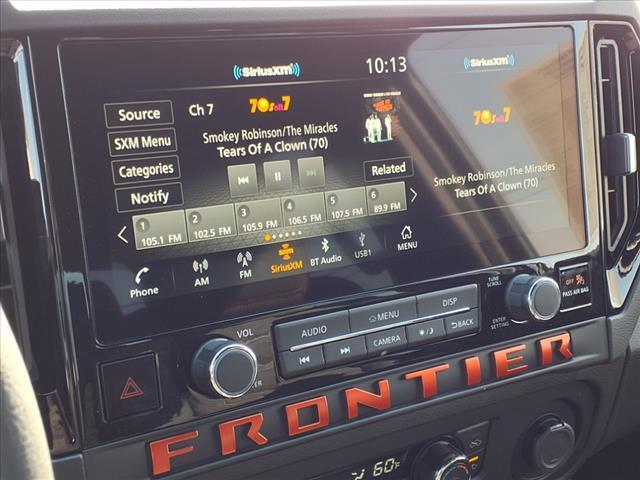 SiriusXM 10:13 SiriusXM
Source Ch 7 70s on 7
70s on 7
SXM Menu
Smokey Robinson/The Miracles
Tears Of A Clown (70)
Categories
Related
Smokey Robinson/The Miracles
Tears Of A Clown (70)
Notify
1 2 3 4 5 6
105.1 FM 102.5 FM 105.9 FM 106.5 FM 107.5 FM 89.9 FM
Phone AM FM SiriusXM BT Audio USB1 MENU
VOL AUDIO MENU DISP
CAMERA BACK
TUNE
SCROLL
ENTER
SETTING
OFF
PASS AIR BAG
FRONTIER
60°F